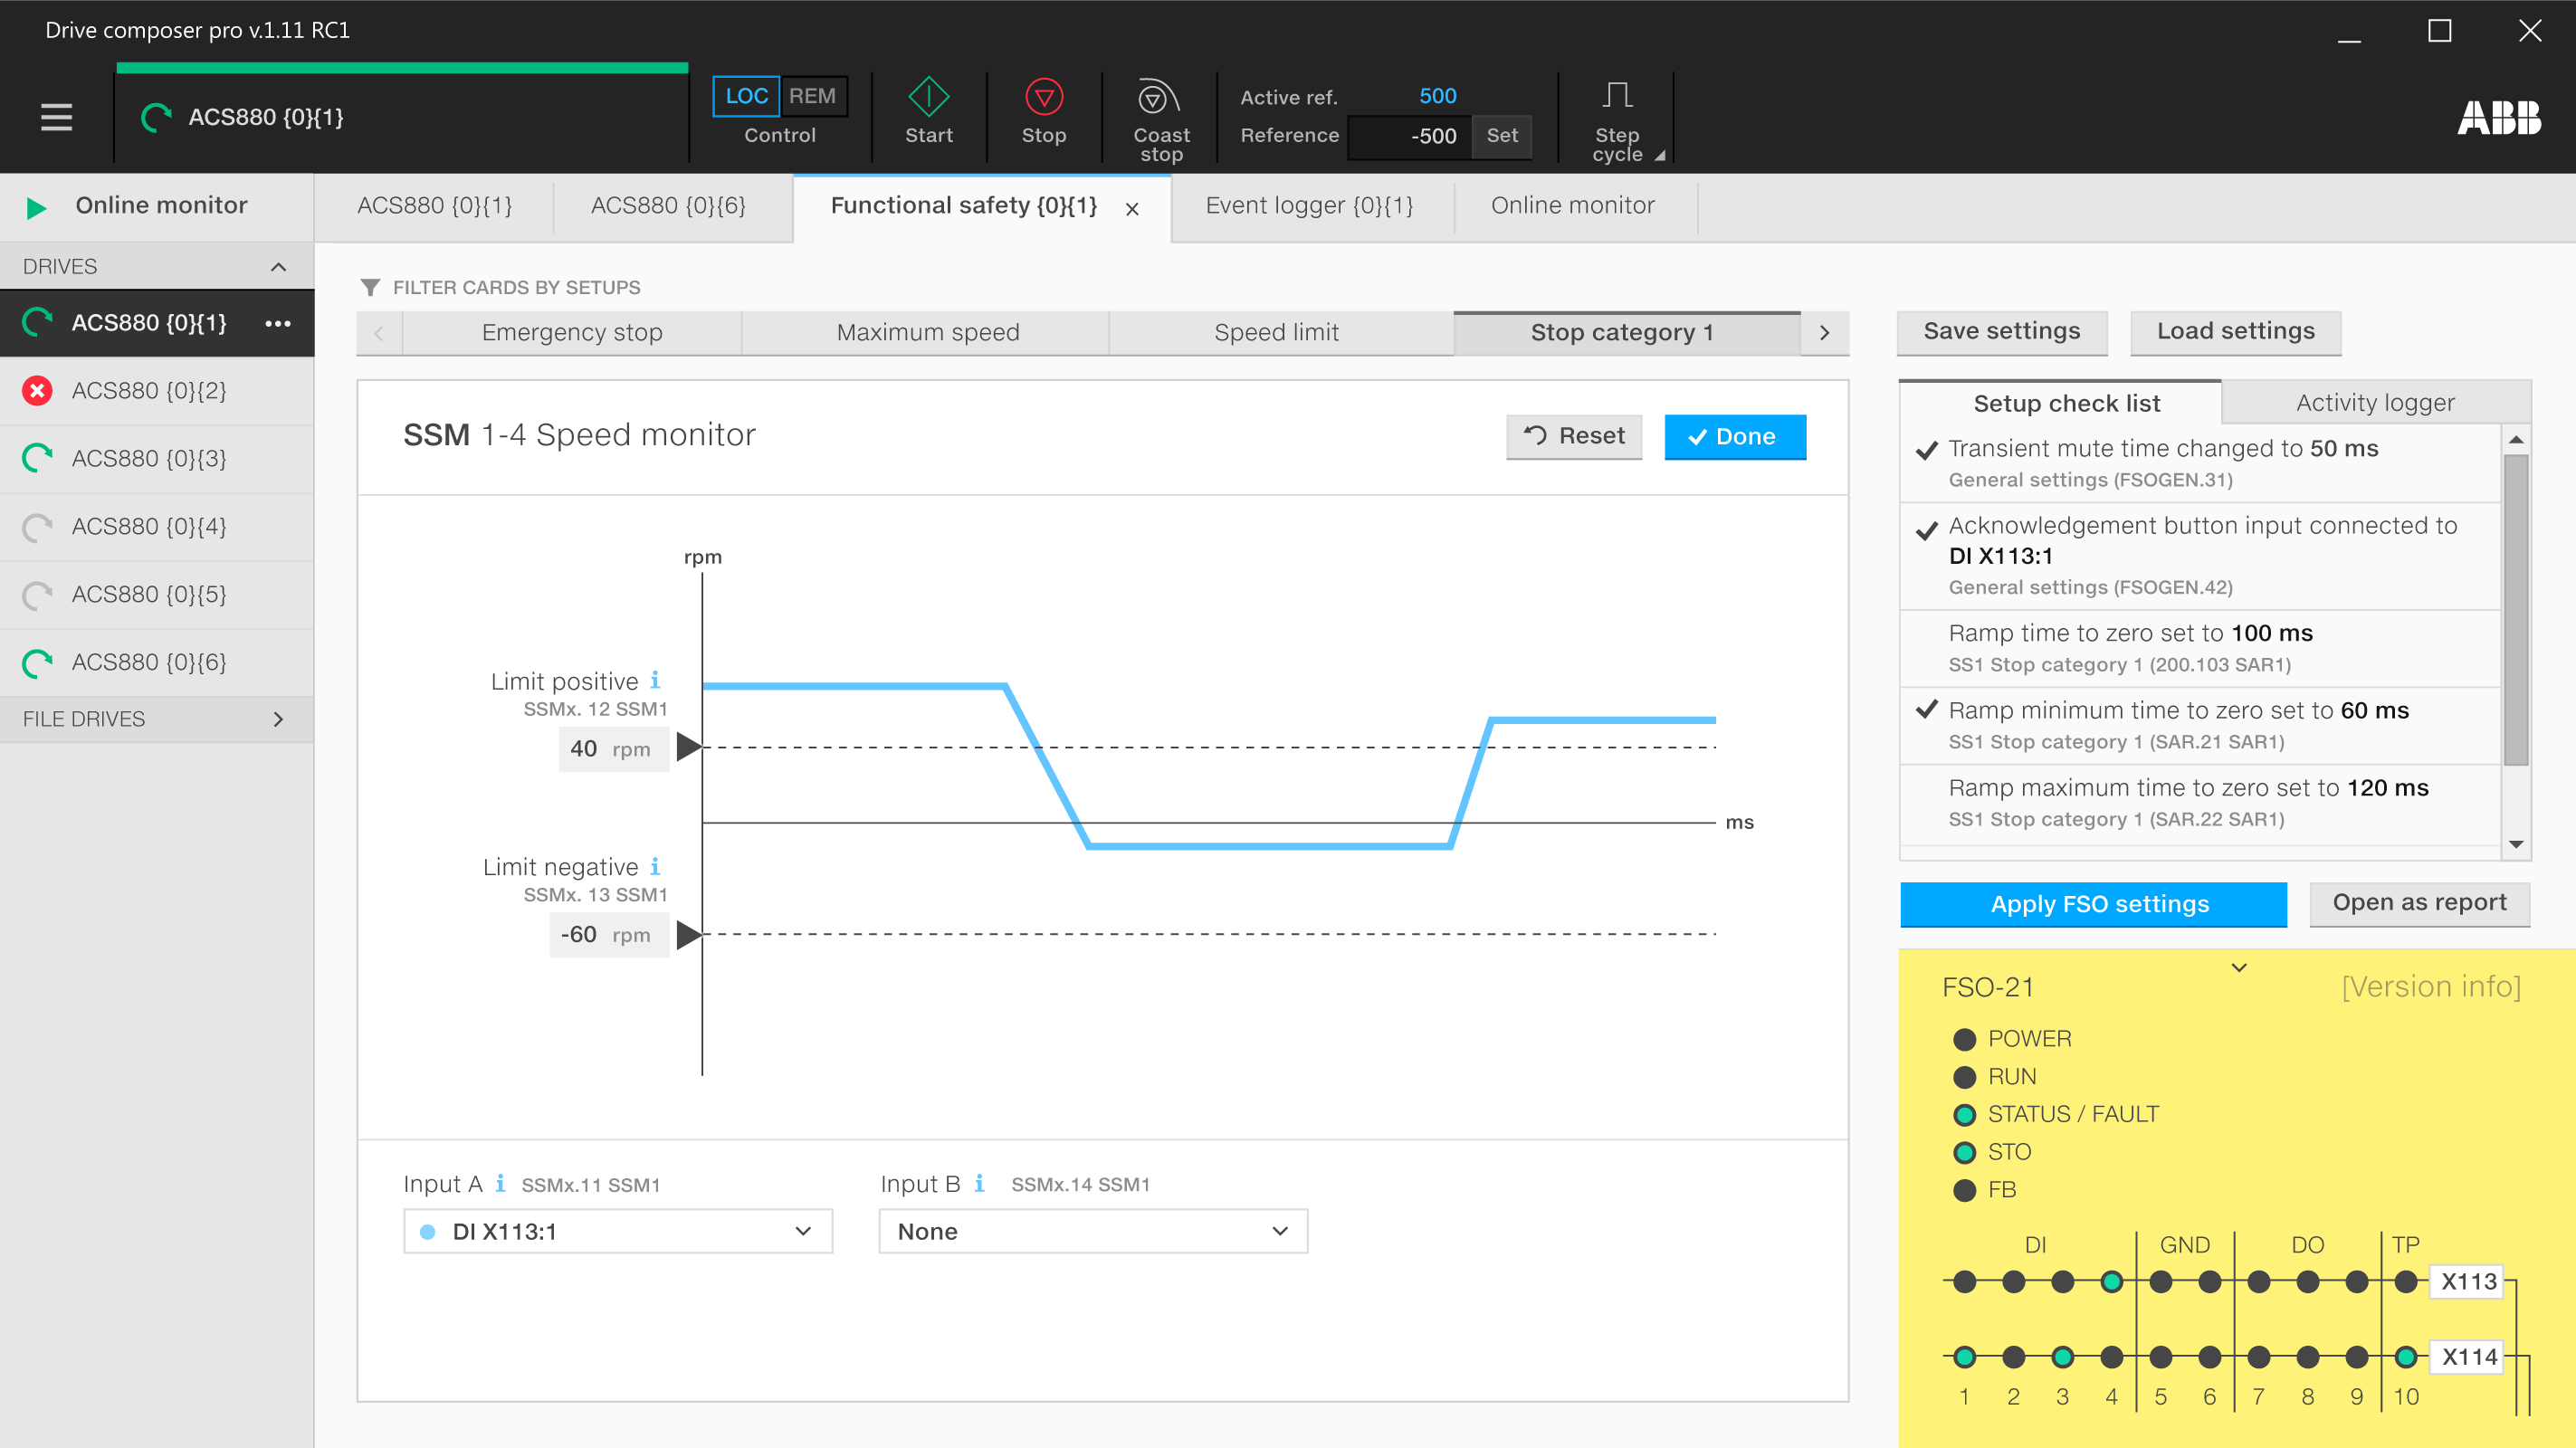 Drive composer pro v.1.11 RC1
ACS880 {0}{1}
LOC REM
Control
Start
Stop
Coast
stop
Active ref. 500
Reference -500 Set
Step
cycle
ABB
Online monitor
DRIVES
ACS880 {0}{1}
ACS880 {0}{2}
ACS880 {0}{3}
ACS880 {0}{4}
ACS880 {0}{5}
ACS880 {0}{6}
FILE DRIVES
ACS880 {0}{1}
ACS880 {0}{6}
Functional safety {0}{1}
Event logger {0}{1}
Online monitor
FILTER CARDS BY SETUPS
Emergency stop
Maximum speed
Speed limit
Stop category 1
SSM 1-4 Speed monitor
Reset
Done
rpm
Limit positive i
SSMx. 12 SSM1
40 rpm
ms
Limit negative i
SSMx. 13 SSM1
-60 rpm
Input A i SSMx.11 SSM1
DI X113:1
Input B i SSMx.14 SSM1
None
Save settings
Load settings
Setup check list
Activity logger
Transient mute time changed to 50 ms
General settings (FSOGEN.31)
Acknowledgement button input connected to
DI X113:1
General settings (FSOGEN.42)
Ramp time to zero set to 100 ms
SS1 Stop category 1 (200.103 SAR1)
Ramp minimum time to zero set to 60 ms
SS1 Stop category 1 (SAR.21 SAR1)
Ramp maximum time to zero set to 120 ms
SS1 Stop category 1 (SAR.22 SAR1)
Apply FSO settings
Open as report
FSO-21
[Version info]
POWER
RUN
STATUS / FAULT
STO
FB
DI GND DO TP
X113
X114
1 2 3 4 5 6 7 8 9 10